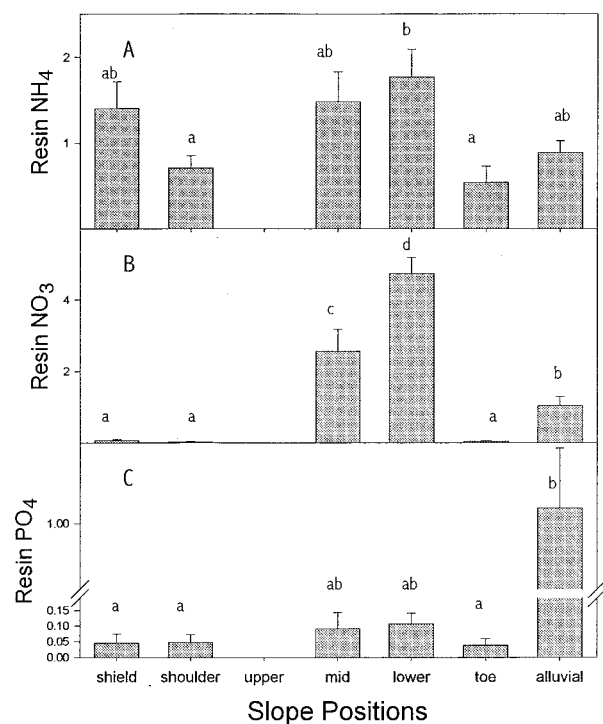 A
Resin NH4
2
1
ab
a
ab
b
a
ab
B
Resin NO3
4
2
a
a
c
d
a
b
C
Resin PO4
1.00
0.15
0.10
0.05
0.00
a
a
ab
ab
a
b
shield shoulder upper mid lower toe alluvial
Slope Positions